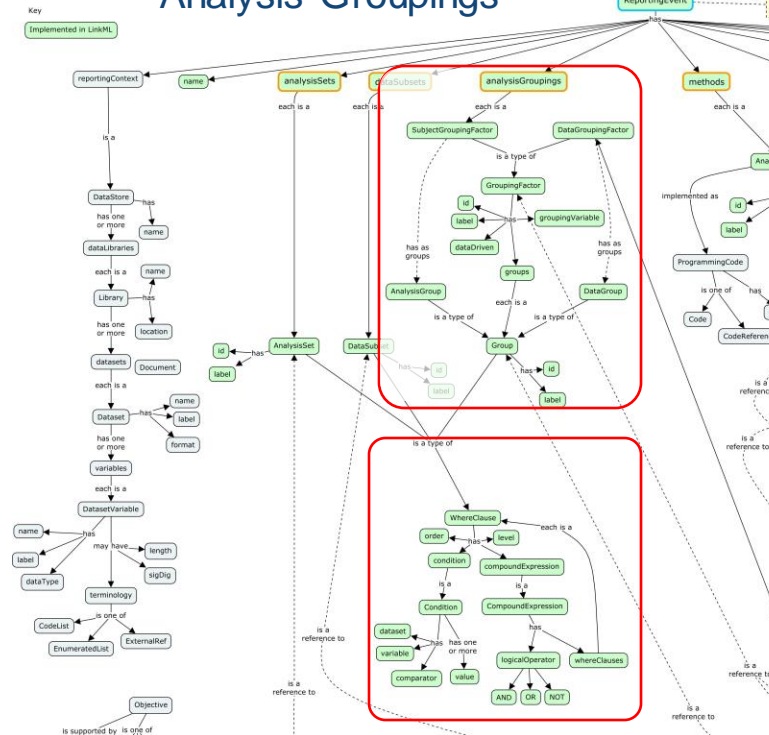 Analysis Groupings
Key
Implemented in LinkML
ReportingEvent
has
reportingContext
name
analysisSets
dataSubsets
analysisGroupings
methods
each is a
each is a
each is a
each is a
is a
SubjectGroupingFactor
DataGroupingFactor
is a type of
GroupingFactor
id
label
has
groupingVariable
dataDriven
has as
groups
has as
groups
groups
AnalysisGroup
each is a
DataGroup
is a type of
is a type of
Group
has
id
label
implemented as
id
label
ProgrammingCode
is one of
has
Code
DataStore
has
has one
or more
name
dataLibraries
each is a
name
Library
has
location
has one
or more
datasets
Document
each is a
Dataset
has
name
label
format
has one
or more
variables
each is a
DatasetVariable
name
has
label
dataType
may have
length
sigDig
terminology
is one of
CodeList
ExternalRef
EnumeratedList
Objective
is supported by
is one of
id
has
AnalysisSet
label
DataSubset
has
id
label
is a type of
WhereClause
order
has
level
each is a
condition
compoundExpression
is a
is a
Condition
CompoundExpression
dataset
has
has one
or more
variable
comparator
value
has
logicalOperator
whereClauses
AND
OR
NOT
is a
reference to
is a
reference to
is a
is a
reference to
is a
reference to
is a
reference to